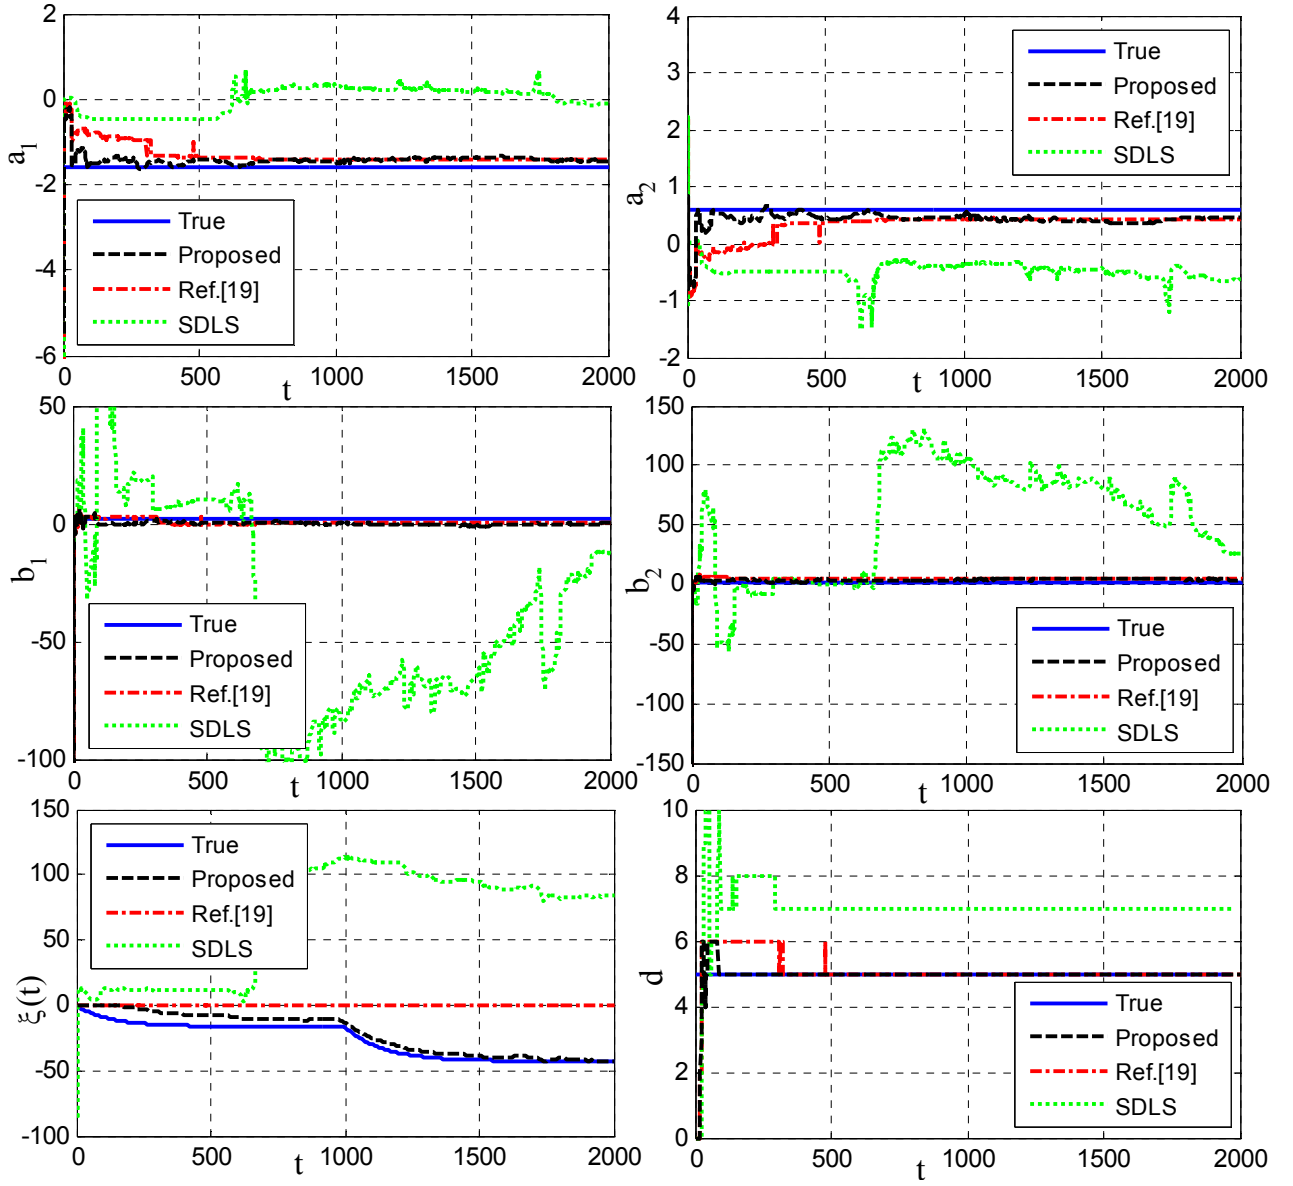 2
0
-2
-4
-6
a1
True
Proposed
Ref.[19]
SDLS
0 500 1000 1500 2000
t
4
3
2
1
0
-1
-2
a2
True
Proposed
Ref.[19]
SDLS
0 500 1000 1500 2000
t
50
0
-50
-100
b1
True
Proposed
Ref.[19]
SDLS
0 500 1000 1500 2000
t
150
100
50
0
-50
-100
-150
b2
True
Proposed
Ref.[19]
SDLS
0 500 1000 1500 2000
t
150
100
50
0
-50
-100
ξ(t)
True
Proposed
Ref.[19]
SDLS
0 500 1000 1500 2000
t
10
8
6
4
2
0
d
True
Proposed
Ref.[19]
SDLS
0 500 1000 1500 2000
t